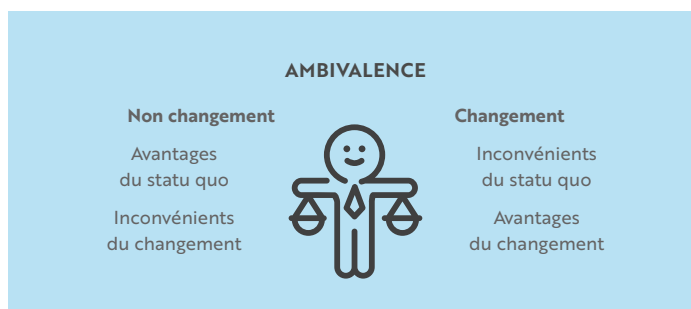 AMBIVALENCE
Non changement
Avantages
du statu quo
Inconvénients
du changement
Changement
Inconvénients
du statu quo
Avantages
du changement